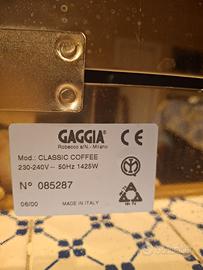 GAGGIA
Robecco s/N. - Milano
CE
Mod.: CLASSIC COFFEE
230-240V ~ 50Hz 1425W
N° 085287
06/00
MADE IN ITALY